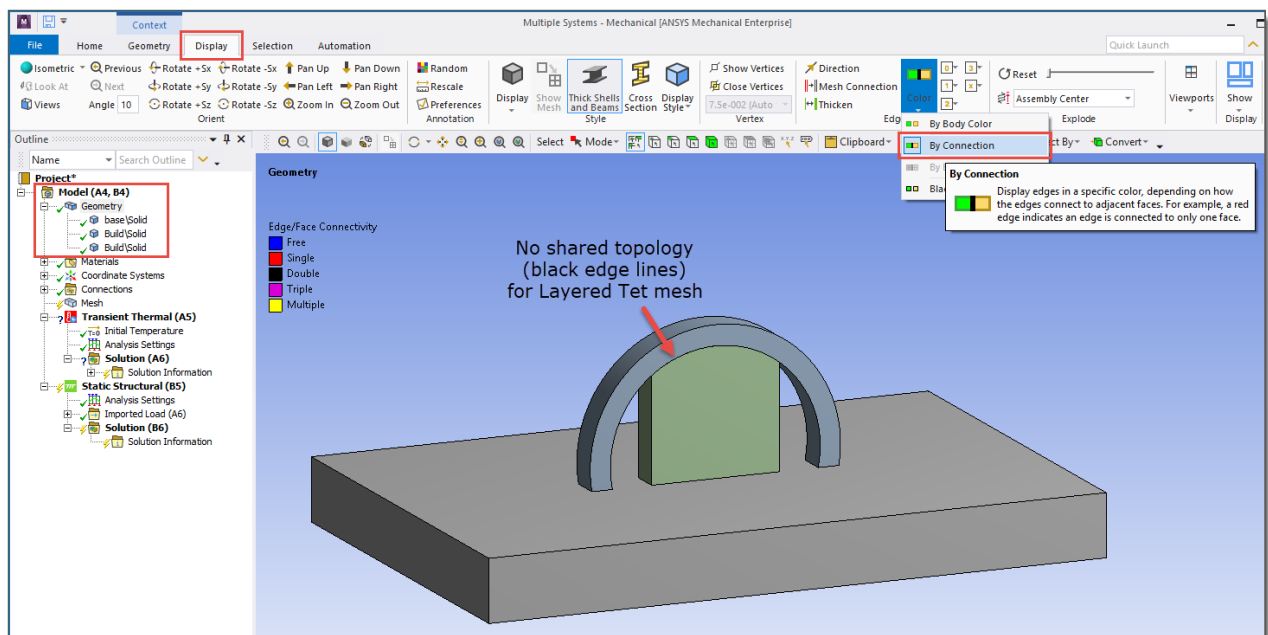 M
Context
Multiple Systems - Mechanical [ANSYS Mechanical Enterprise]
File Home Geometry Display Selection Automation
Quick Launch
Isometric Previous Rotate +Sx Rotate -Sx Pan Up Pan Down
Look At Next Rotate +Sy Rotate -Sy Pan Left Pan Right
Views Angle 10 Rotate +Sz Rotate -Sz Zoom In Zoom Out
Orient
Random
Rescale
Preferences
Annotation
Display
Show Mesh
Thick Shells and Beams
Cross Section
Display Style
Style
Show Vertices
Close Vertices
7.5e-002 (Auto
Vertex
Direction
Mesh Connection
Thicken
Edg
Color
0 3
1 x
2
Reset
Assembly Center
Explode
Viewports
Show
Display
By Body Color
By Connection
By
Bla
By Connection
Display edges in a specific color, depending on how
the edges connect to adjacent faces. For example, a red
edge indicates an edge is connected to only one face.
Outline
Name Search Outline
Select Mode Clipboard ct By Convert
Project*
Model (A4, B4)
Geometry
base\Solid
Build\Solid
Build\Solid
Materials
Coordinate Systems
Connections
Mesh
Transient Thermal (A5)
Initial Temperature
Analysis Settings
Solution (A6)
Solution Information
Static Structural (B5)
Analysis Settings
Imported Load (A6)
Solution (B6)
Solution Information
Geometry
Edge/Face Connectivity
Free
Single
Double
Triple
Multiple
No shared topology
(black edge lines)
for Layered Tet mesh